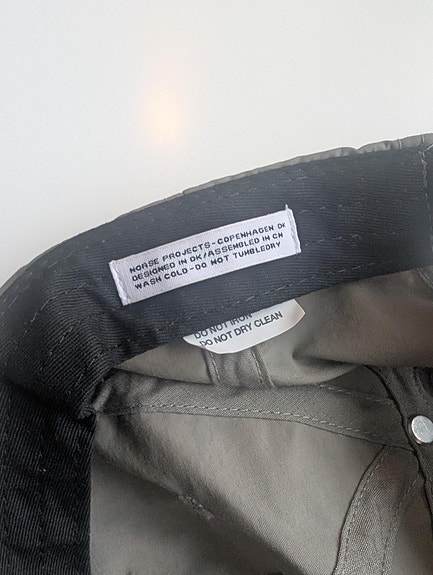 NORSE PROJECTS-COPENHAGEN DK
DESIGNED IN DK/ASSEMBLED IN CH
WASH COLD-DO NOT TUMBLEDRY
DO NOT IRON
DO NOT DRY CLEAN